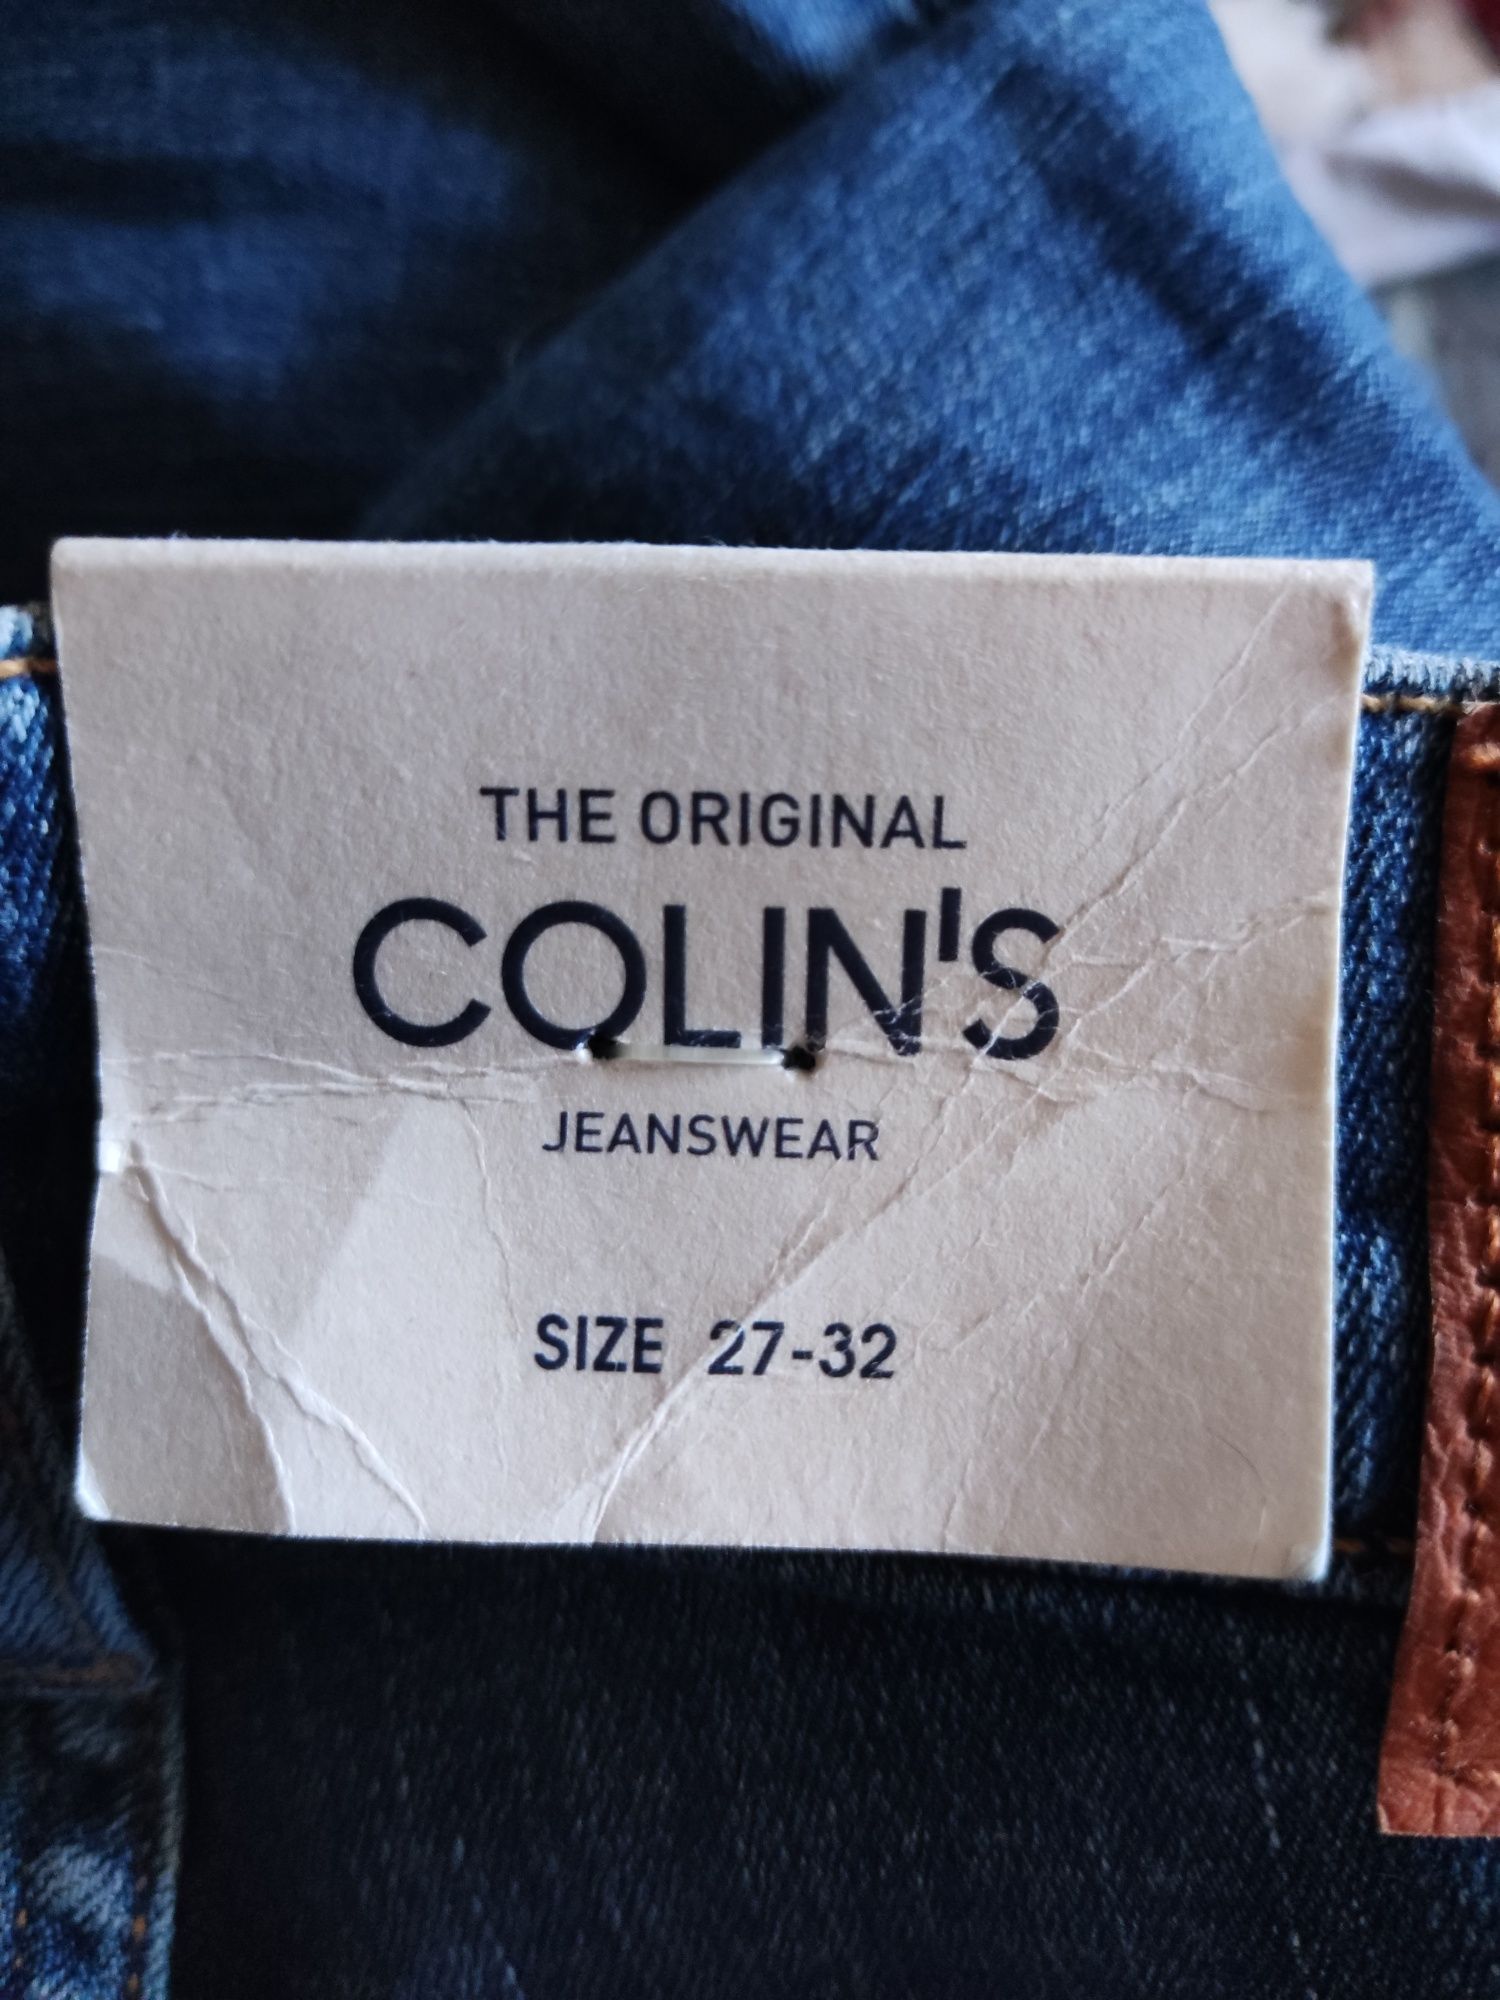 THE ORIGINAL
COLIN'S
JEANSWEAR
SIZE 27-32